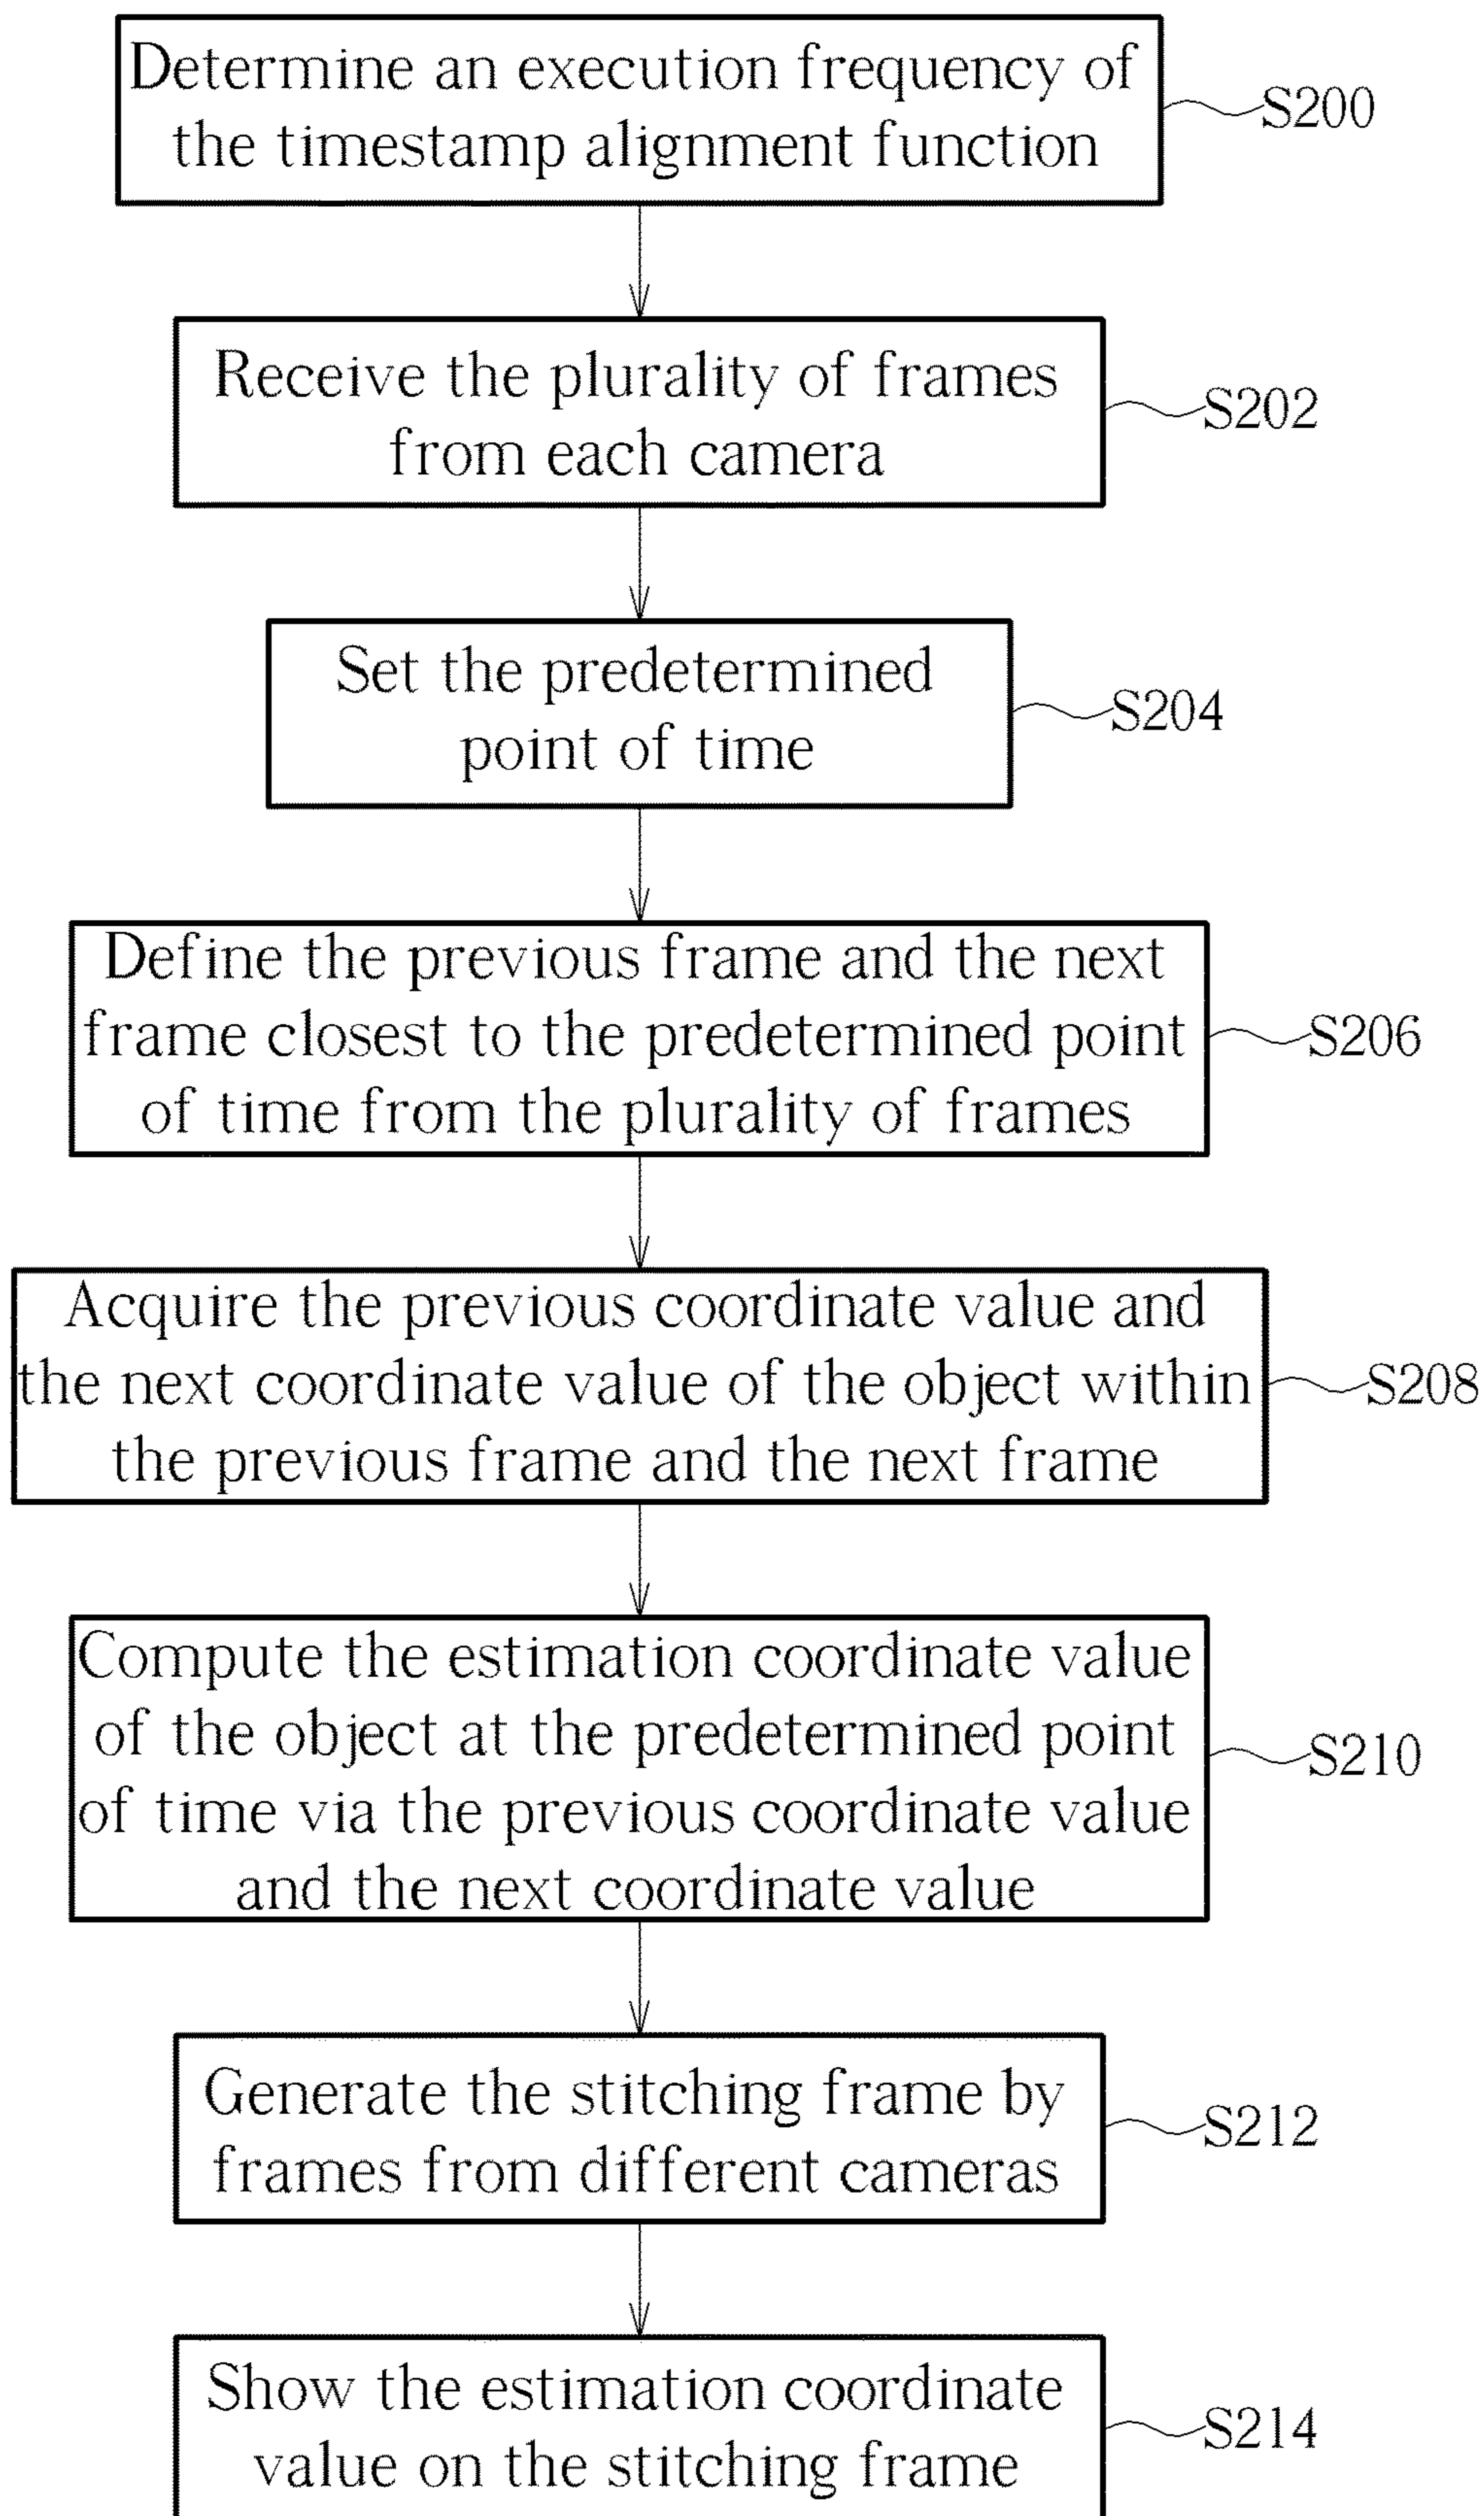 Determine an execution frequency of
the timestamp alignment function
S200
Receive the plurality of frames
from each camera
S202
Set the predetermined
point of time
S204
Define the previous frame and the next
frame closest to the predetermined point
of time from the plurality of frames
S206
Acquire the previous coordinate value and
the next coordinate value of the object within
the previous frame and the next frame
S208
Compute the estimation coordinate value
of the object at the predetermined point
of time via the previous coordinate value
and the next coordinate value
S210
Generate the stitching frame by
frames from different cameras
S212
Show the estimation coordinate
value on the stitching frame
S214